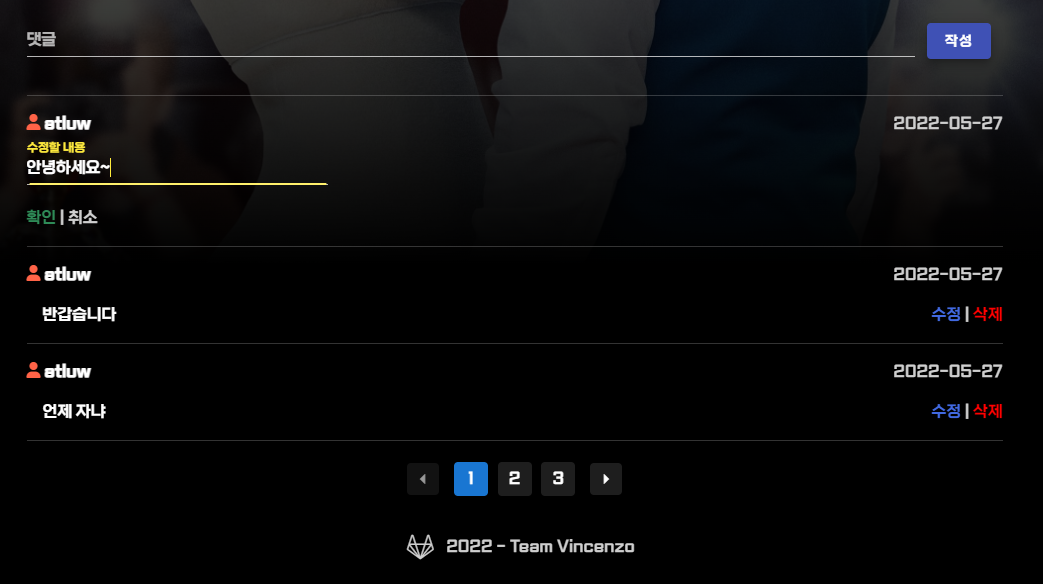 댓글
작성
stluw 2022-05-27
수정할 내용
안녕하세요~
확인 | 취소
stluw 2022-05-27
반갑습니다 수정 | 삭제
stluw 2022-05-27
언제 자냐 수정 | 삭제
1 2 3
2022 - Team Vincenzo